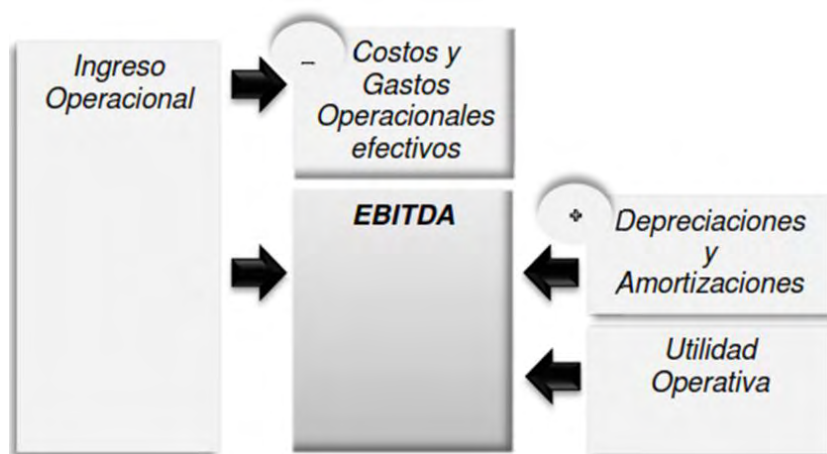 Ingreso
Operacional
–
Costos y
Gastos
Operacionales
efectivos
EBITDA
+
Depreciaciones
y
Amortizaciones
Utilidad
Operativa